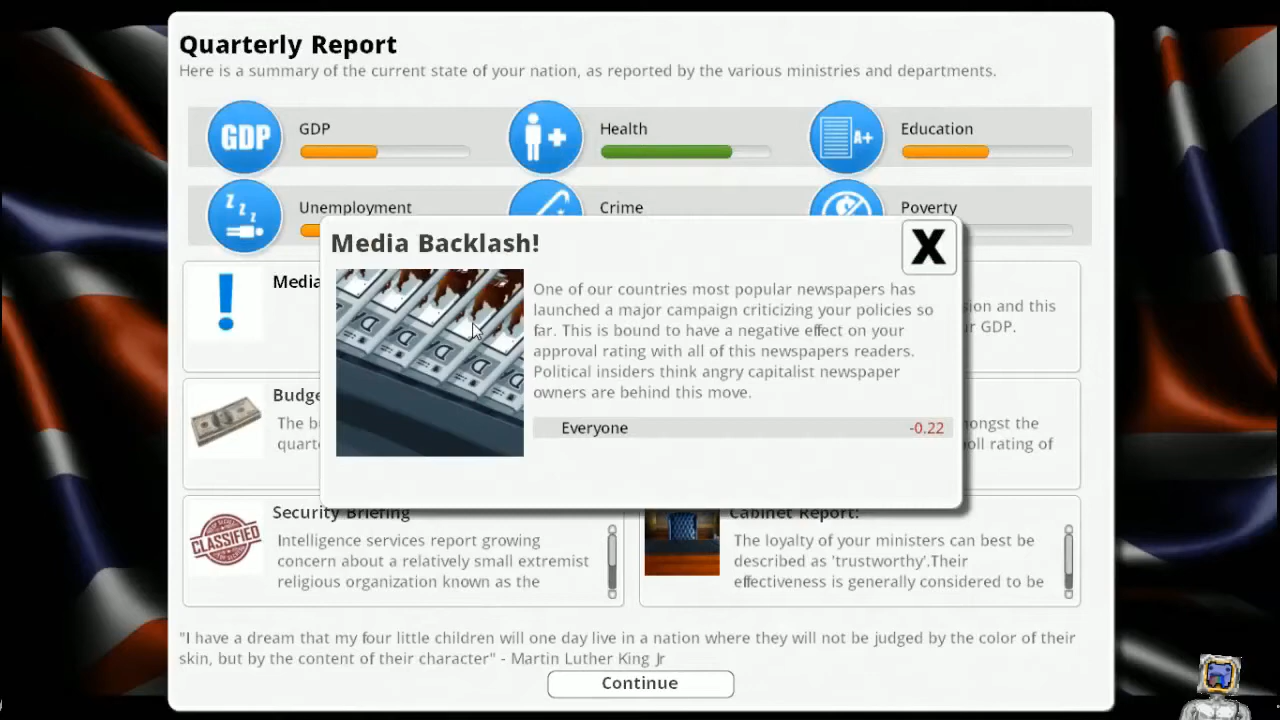 Quarterly Report
Here is a summary of the current state of your nation, as reported by the various ministries and departments.
GDP
GDP
Health
A+
Education
z z z
Unemployment
Crime
Poverty
Media Backlash!
X
One of our countries most popular newspapers has
launched a major campaign criticizing your policies so
far. This is bound to have a negative effect on your
approval rating with all of this newspapers readers.
Political insiders think angry capitalist newspaper
owners are behind this move.
Everyone -0.22
!
Media
sion and this
r GDP.
Budge
The b
quart
ongst the
oll rating of
CLASSIFIED
Security Briefing
Intelligence services report growing
concern about a relatively small extremist
religious organization known as the
Cabinet Report:
The loyalty of your ministers can best be
described as 'trustworthy'.Their
effectiveness is generally considered to be
"I have a dream that my four little children will one day live in a nation where they will not be judged by the color of their
skin, but by the content of their character" - Martin Luther King Jr
Continue